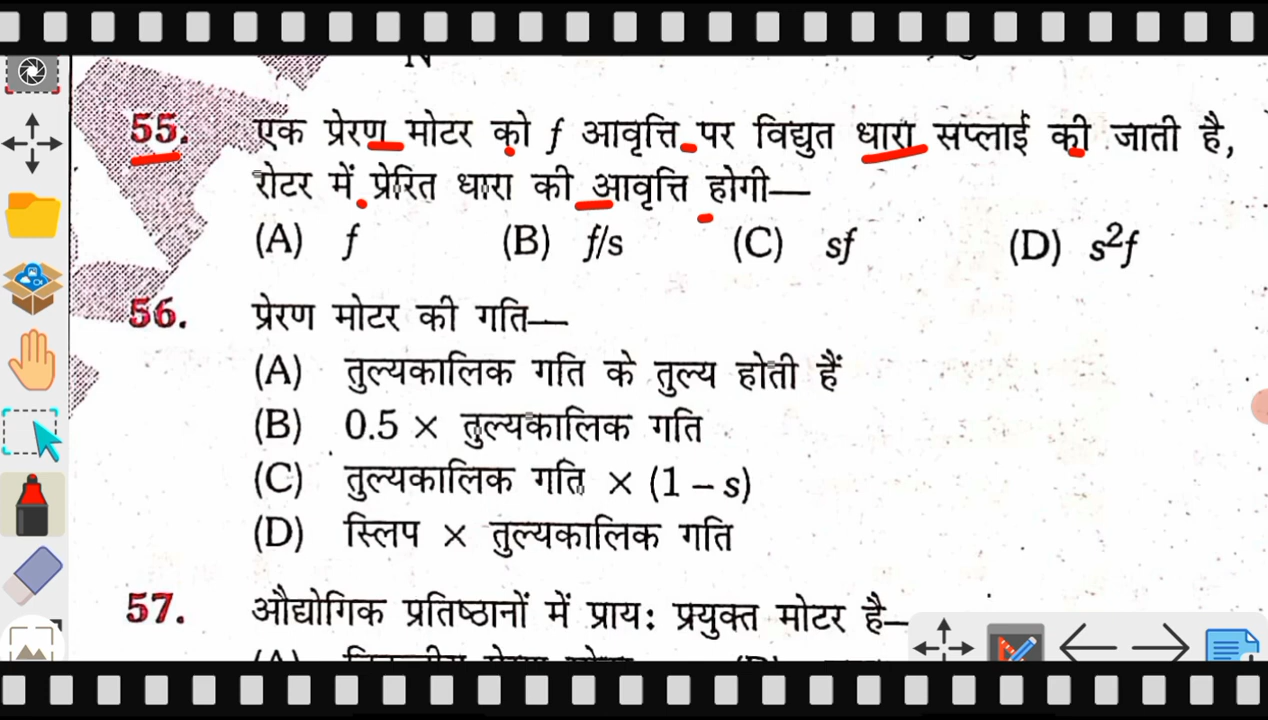 55. एक प्रेरण मोटर को f आवृत्ति पर विद्युत धारा सप्लाई की जाती है,
रोटर में प्रेरित धारा की आवृत्ति होगी—
(A) f (B) f/s (C) sf (D) s²f
56. प्रेरण मोटर की गति—
(A) तुल्यकालिक गति के तुल्य होती हैं
(B) 0.5 × तुल्यकालिक गति
(C) तुल्यकालिक गति × (1 – s)
(D) स्लिप × तुल्यकालिक गति
57. औद्योगिक प्रतिष्ठानों में प्राय: प्रयुक्त मोटर है—